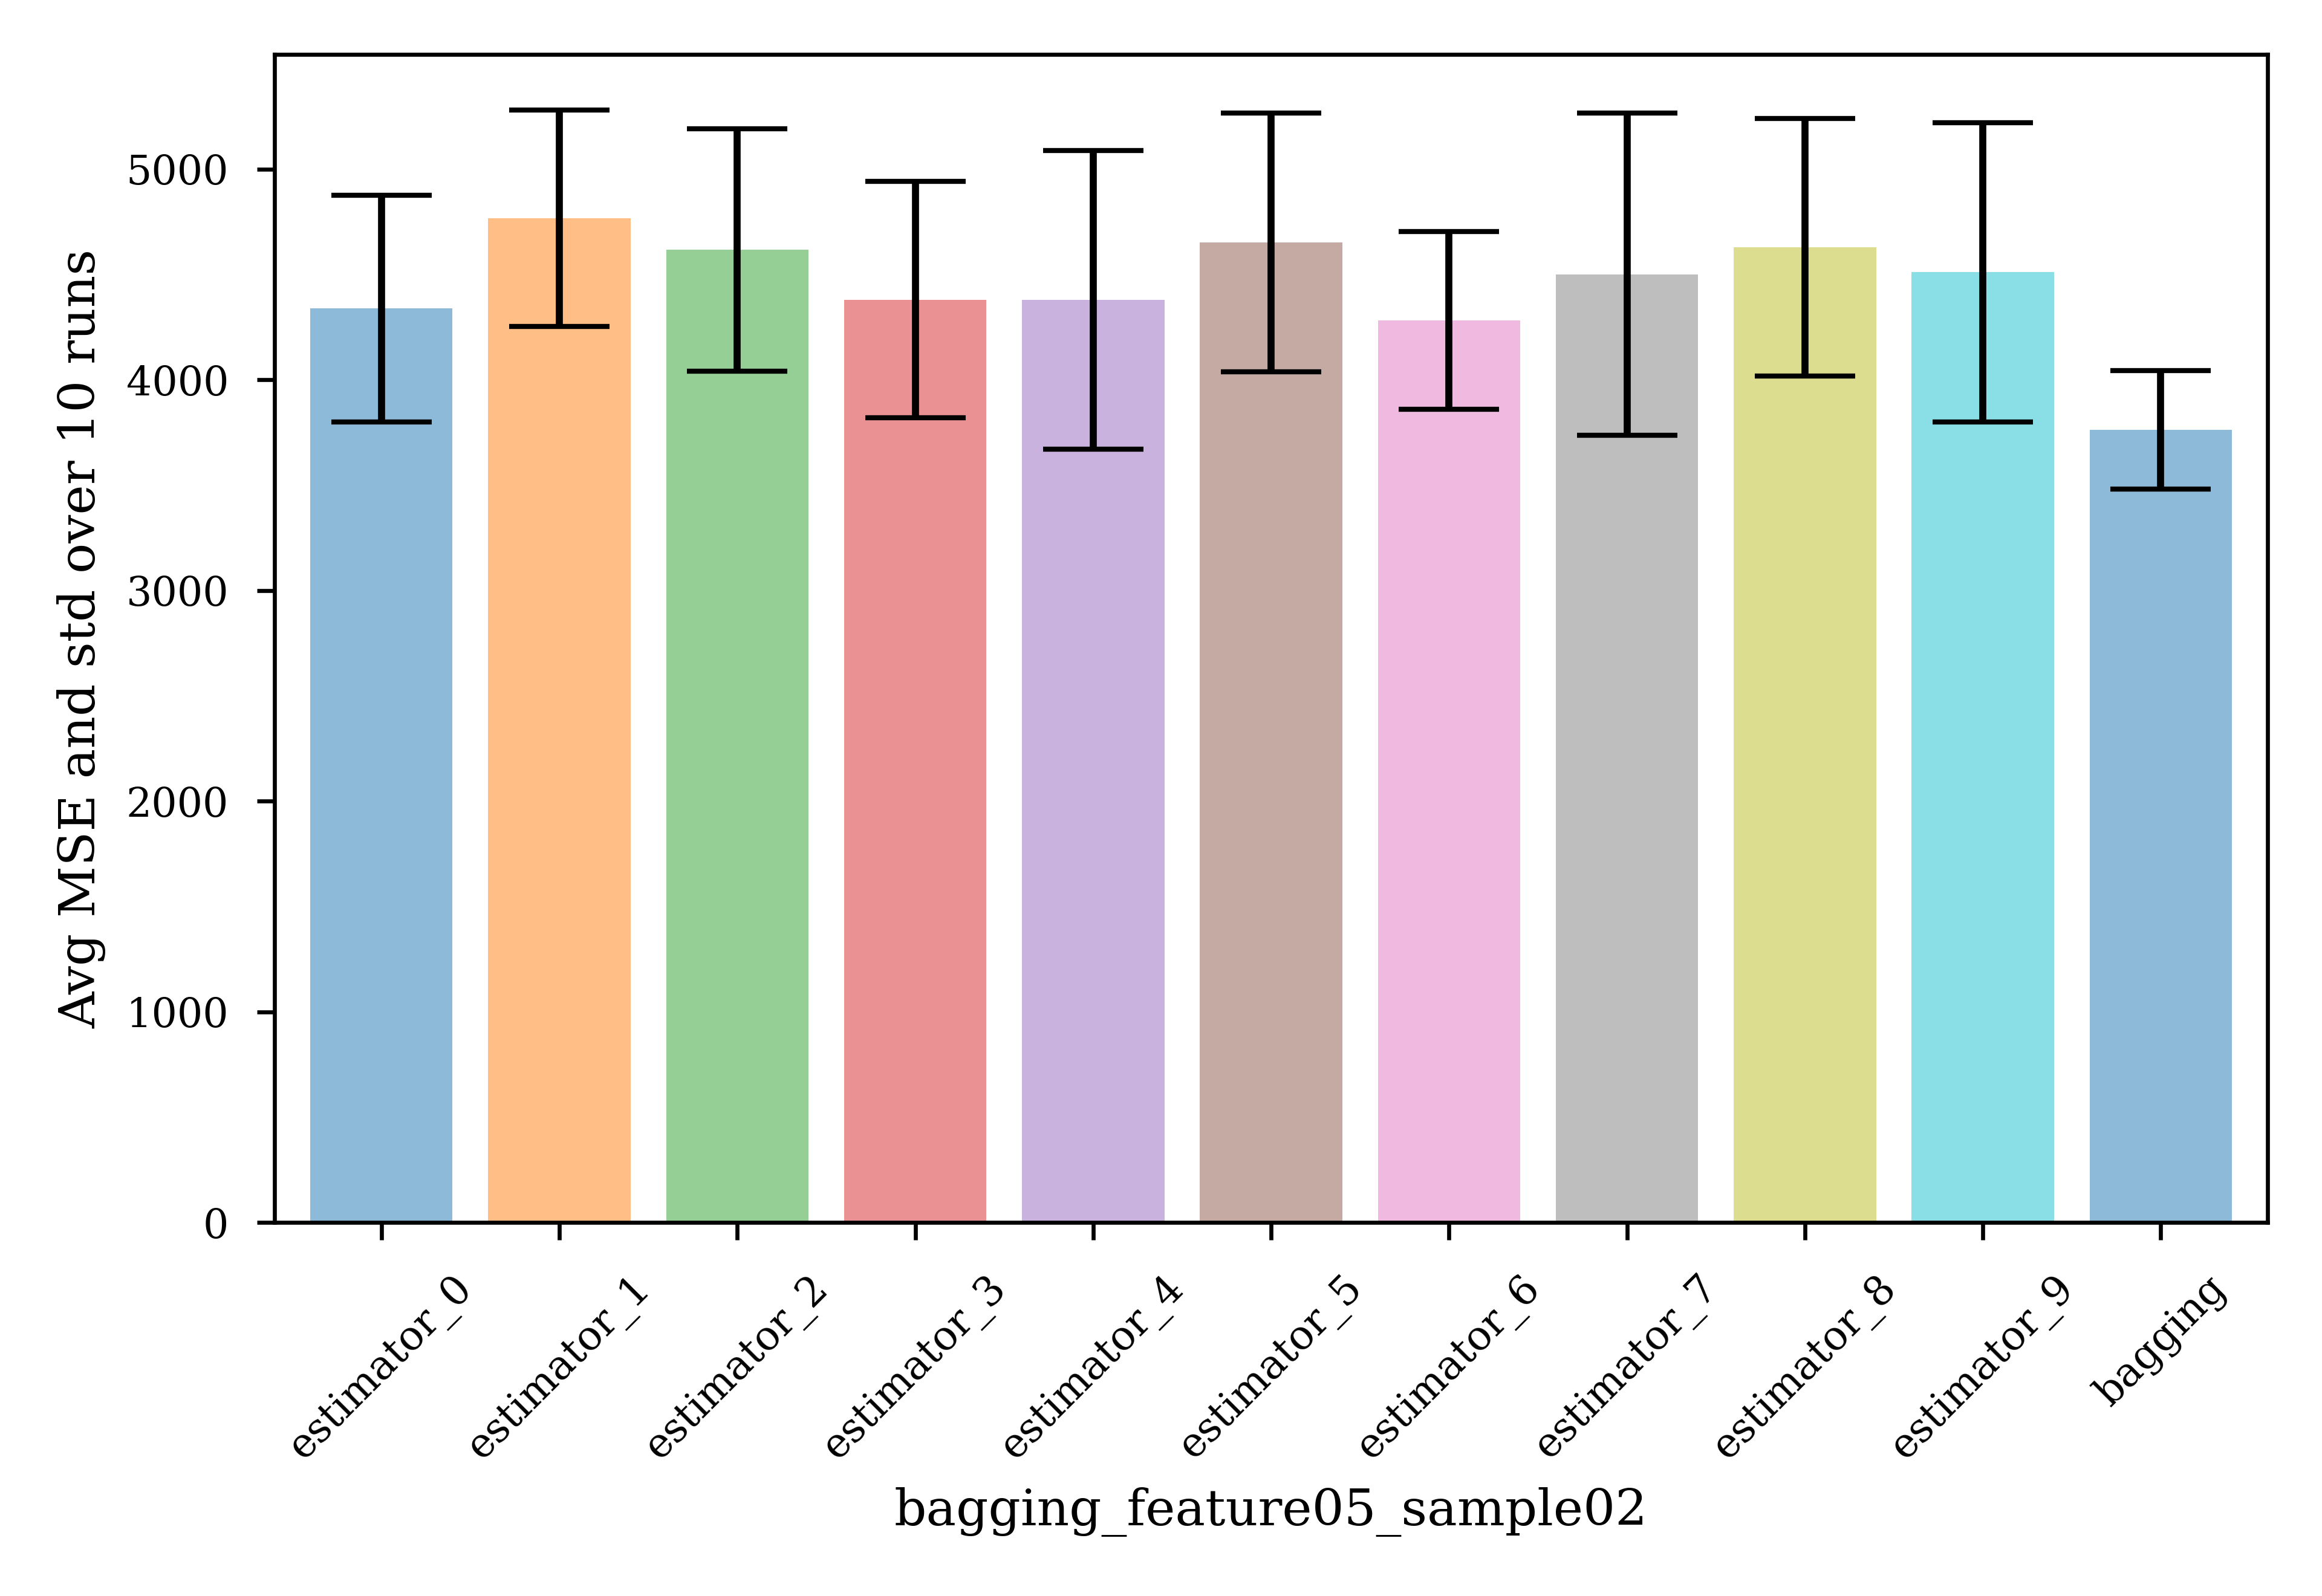 Avg MSE and std over 10 runs
5000
4000
3000
2000
1000
0
estimator_0
estimator_1
estimator_2
estimator_3
estimator_4
estimator_5
estimator_6
estimator_7
estimator_8
estimator_9
bagging
bagging_feature05_sample02